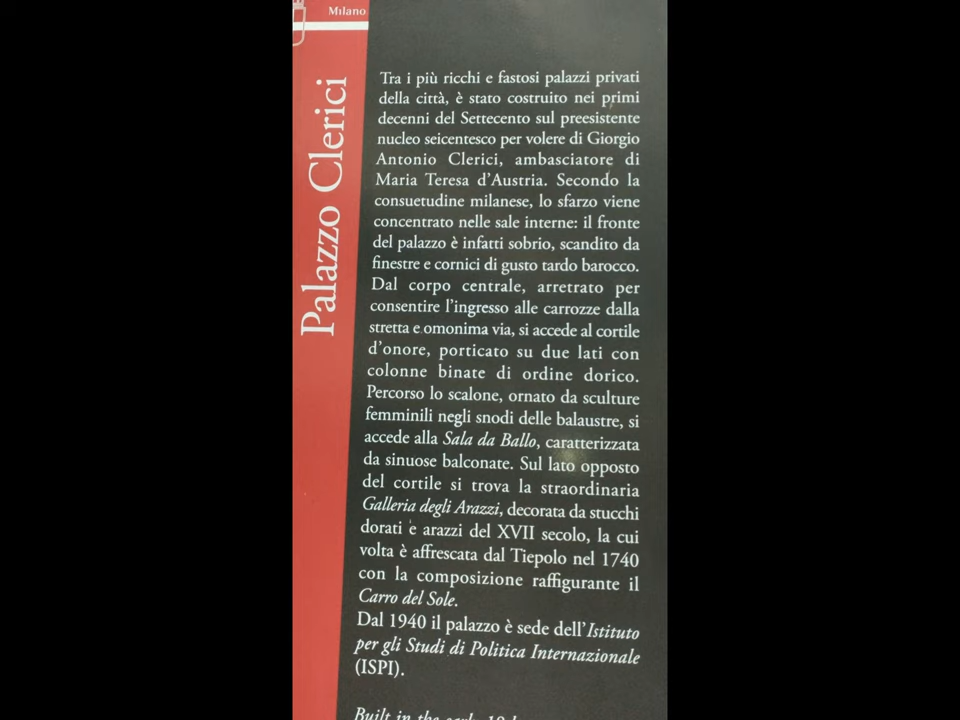 Milano
Palazzo Clerici
Tra i più ricchi e fastosi palazzi privati
della città, è stato costruito nei primi
decenni del Settecento sul preesistente
nucleo seicentesco per volere di Giorgio
Antonio Clerici, ambasciatore di
Maria Teresa d'Austria. Secondo la
consuetudine milanese, lo sfarzo viene
concentrato nelle sale interne: il fronte
del palazzo è infatti sobrio, scandito da
finestre e cornici di gusto tardo barocco.
Dal corpo centrale, arretrato per
consentire l'ingresso alle carrozze dalla
stretta e omonima via, si accede al cortile
d'onore, porticato su due lati con
colonne binate di ordine dorico.
Percorso lo scalone, ornato da sculture
femminili negli snodi delle balaustre, si
accede alla Sala da Ballo, caratterizzata
da sinuose balconate. Sul lato opposto
del cortile si trova la straordinaria
Galleria degli Arazzi, decorata da stucchi
dorati e arazzi del XVII secolo, la cui
volta è affrescata dal Tiepolo nel 1740
con la composizione raffigurante il
Carro del Sole.
Dal 1940 il palazzo è sede dell'Istituto
per gli Studi di Politica Internazionale
(ISPI).
Built in the early